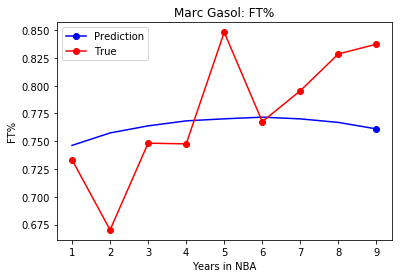 Marc Gasol: FT%
Prediction
True
FT%
0.850
0.825
0.800
0.775
0.750
0.725
0.700
0.675
1 2 3 4 5 6 7 8 9
Years in NBA